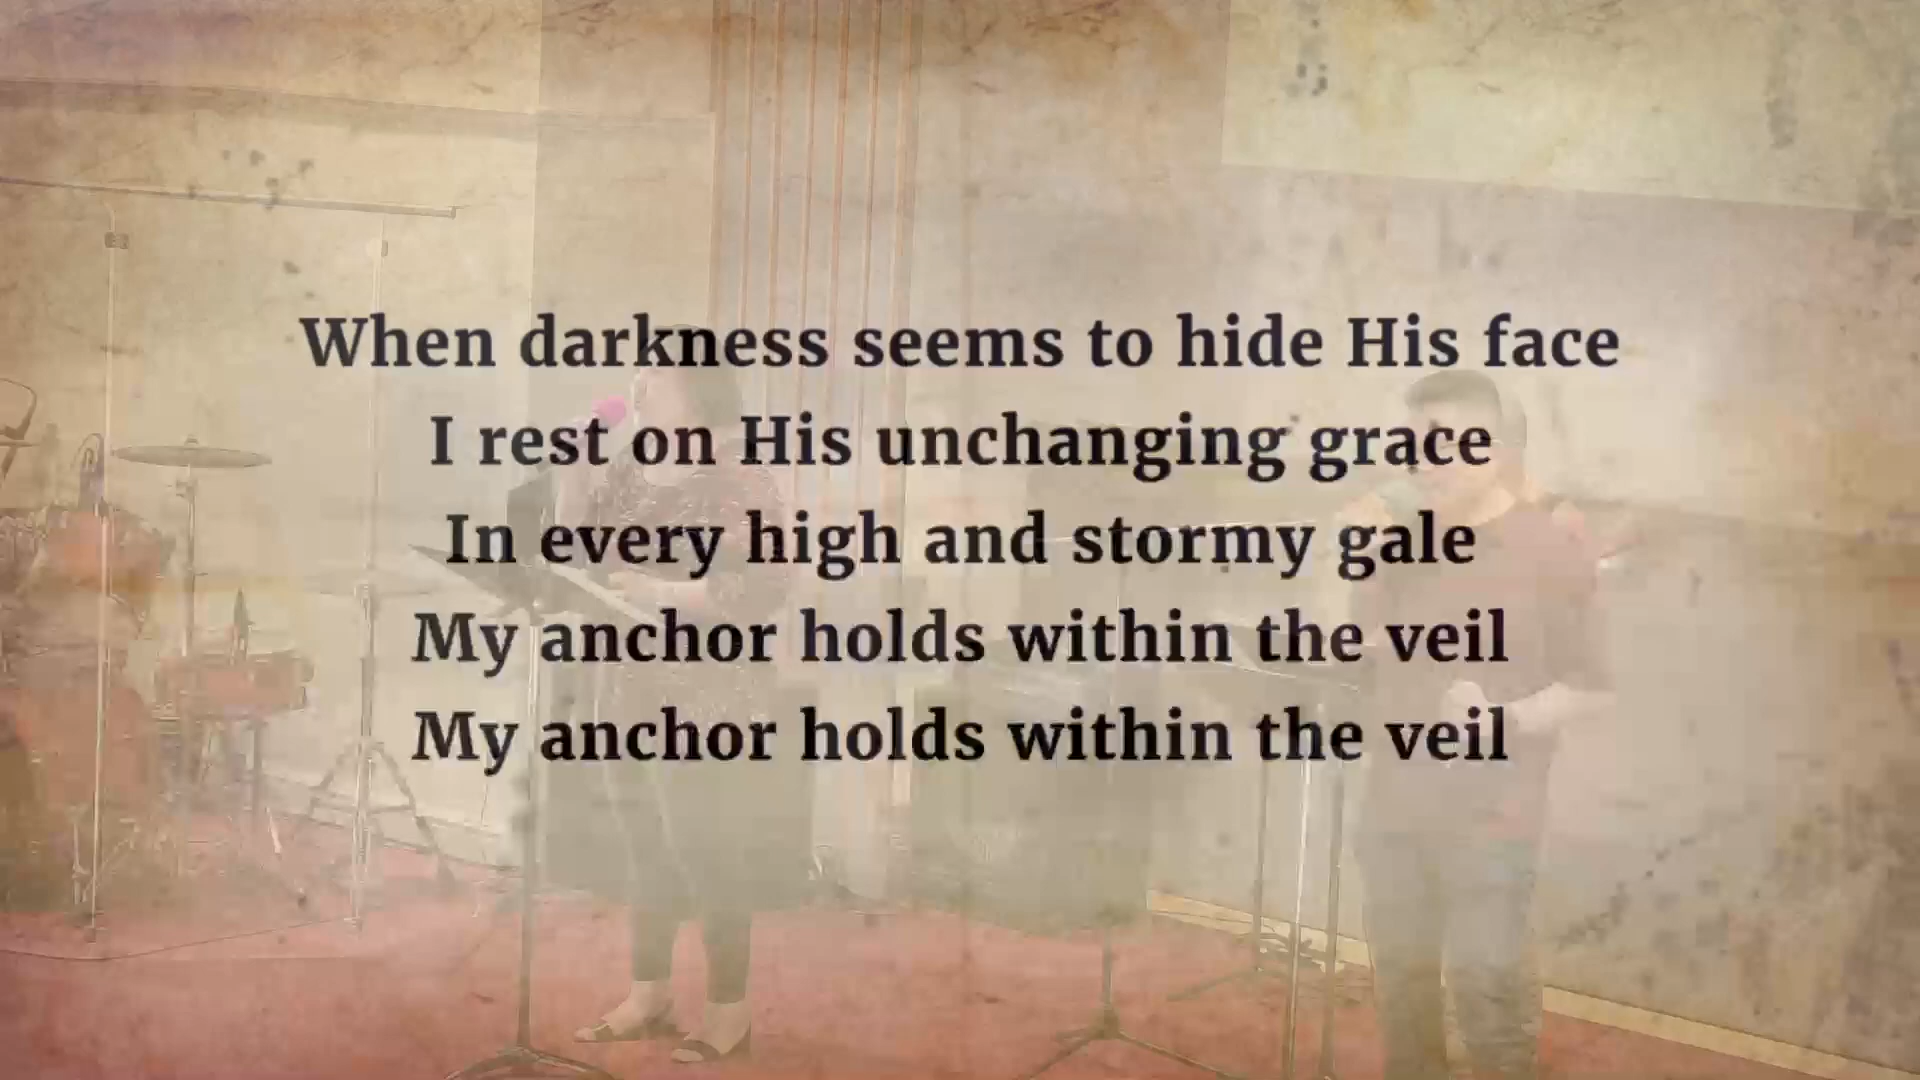 When darkness seems to hide His face
I rest on His unchanging grace
In every high and stormy gale
My anchor holds within the veil
My anchor holds within the veil